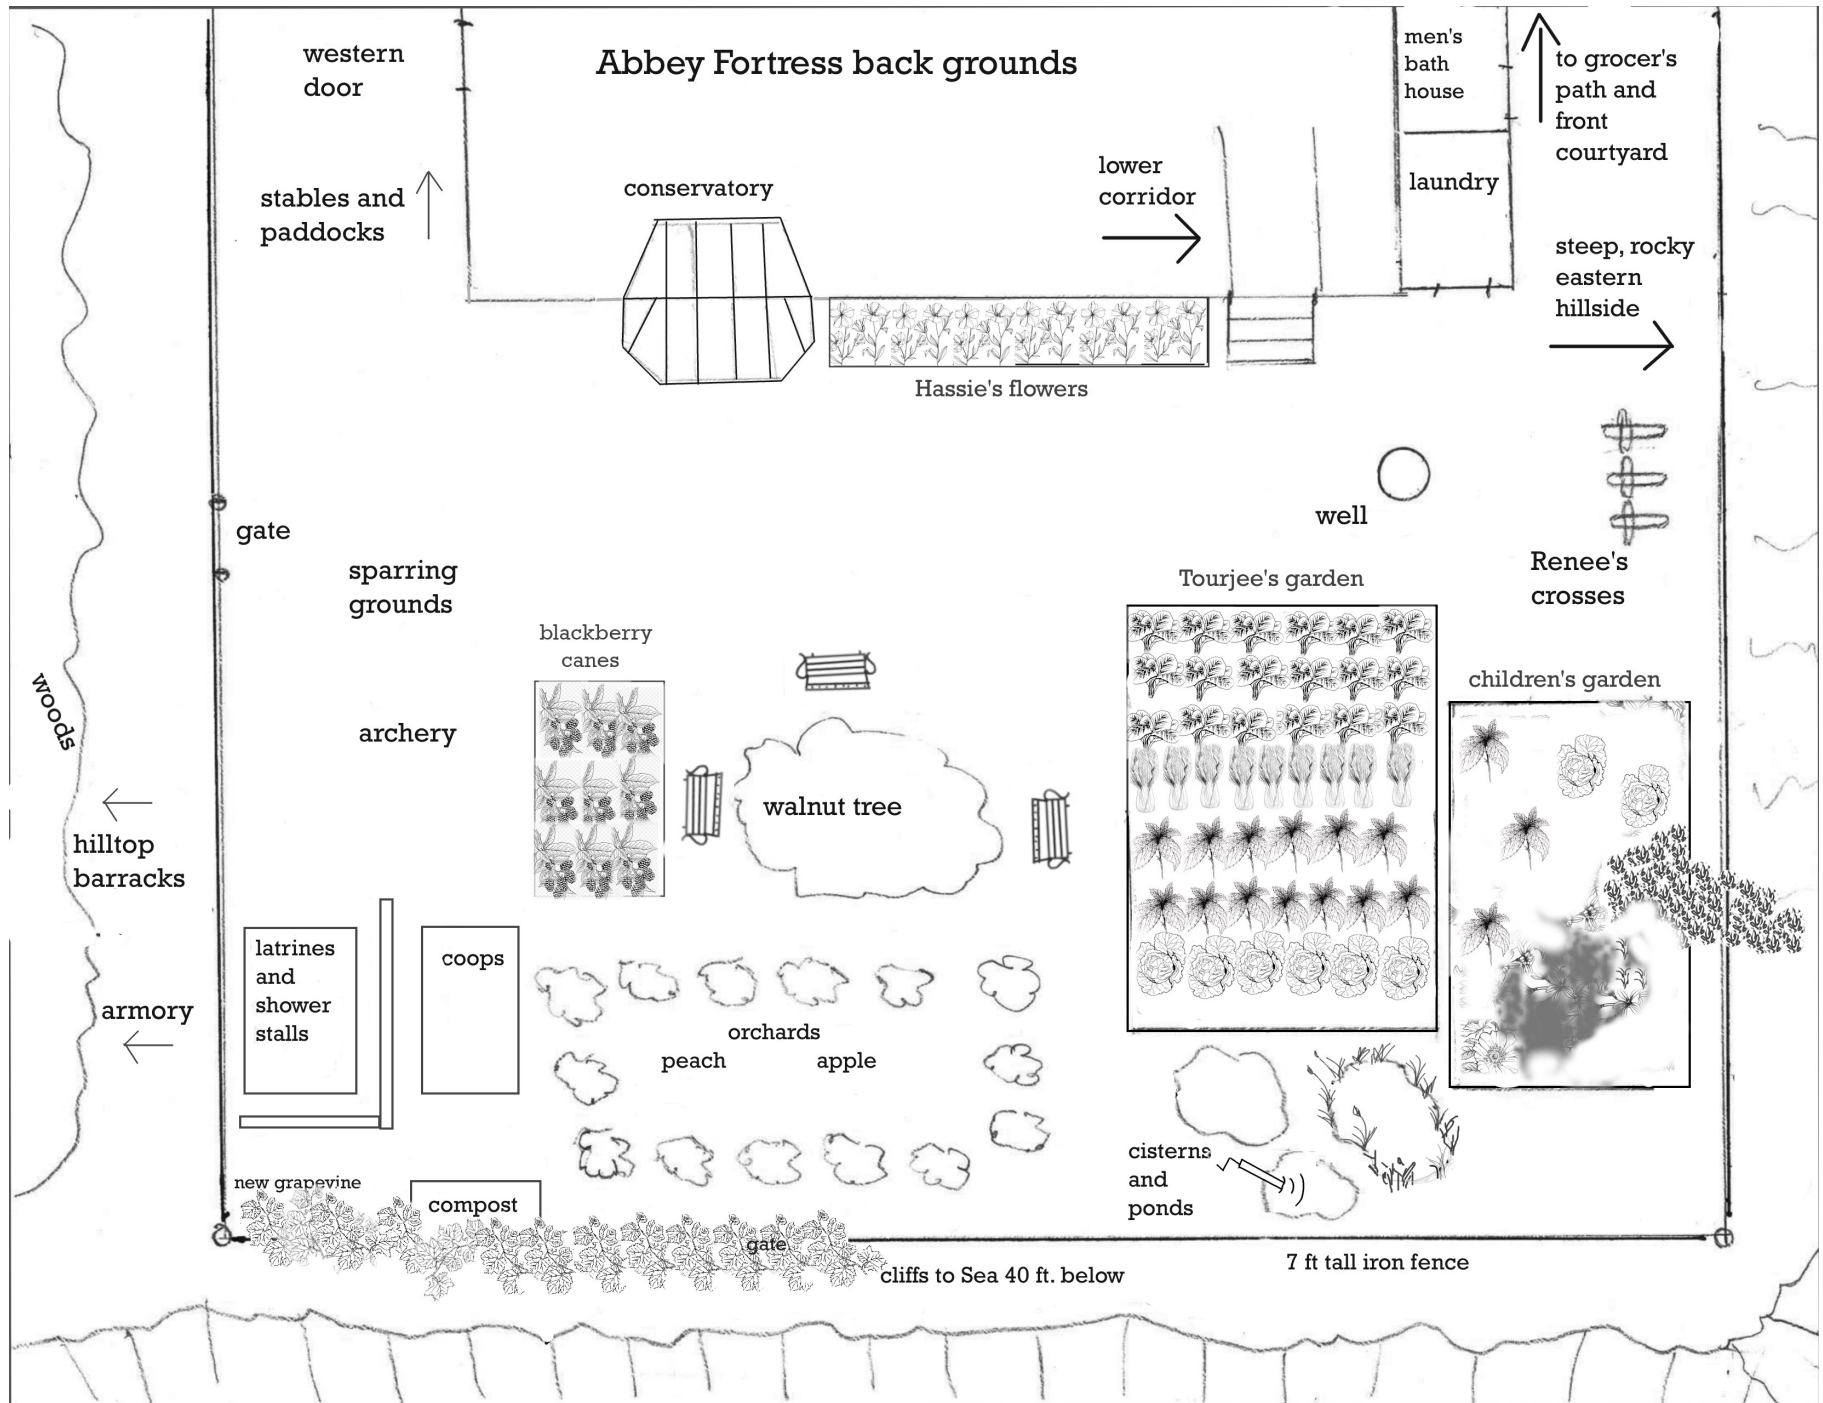 Abbey Fortress back grounds
western
door
men's
bath
house
to grocer's
path and
front
courtyard
stables and
paddocks
conservatory
lower
corridor
laundry
steep, rocky
eastern
hillside
Hassie's flowers
gate
well
sparring
grounds
Renee's
crosses
Tourjee's garden
blackberry
canes
children's garden
woods
archery
walnut tree
hilltop
barracks
latrines
and
shower
stalls
coops
armory
orchards
peach
apple
cisterns
and
ponds
new grapevine
compost
gate
cliffs to Sea 40 ft. below
7 ft tall iron fence